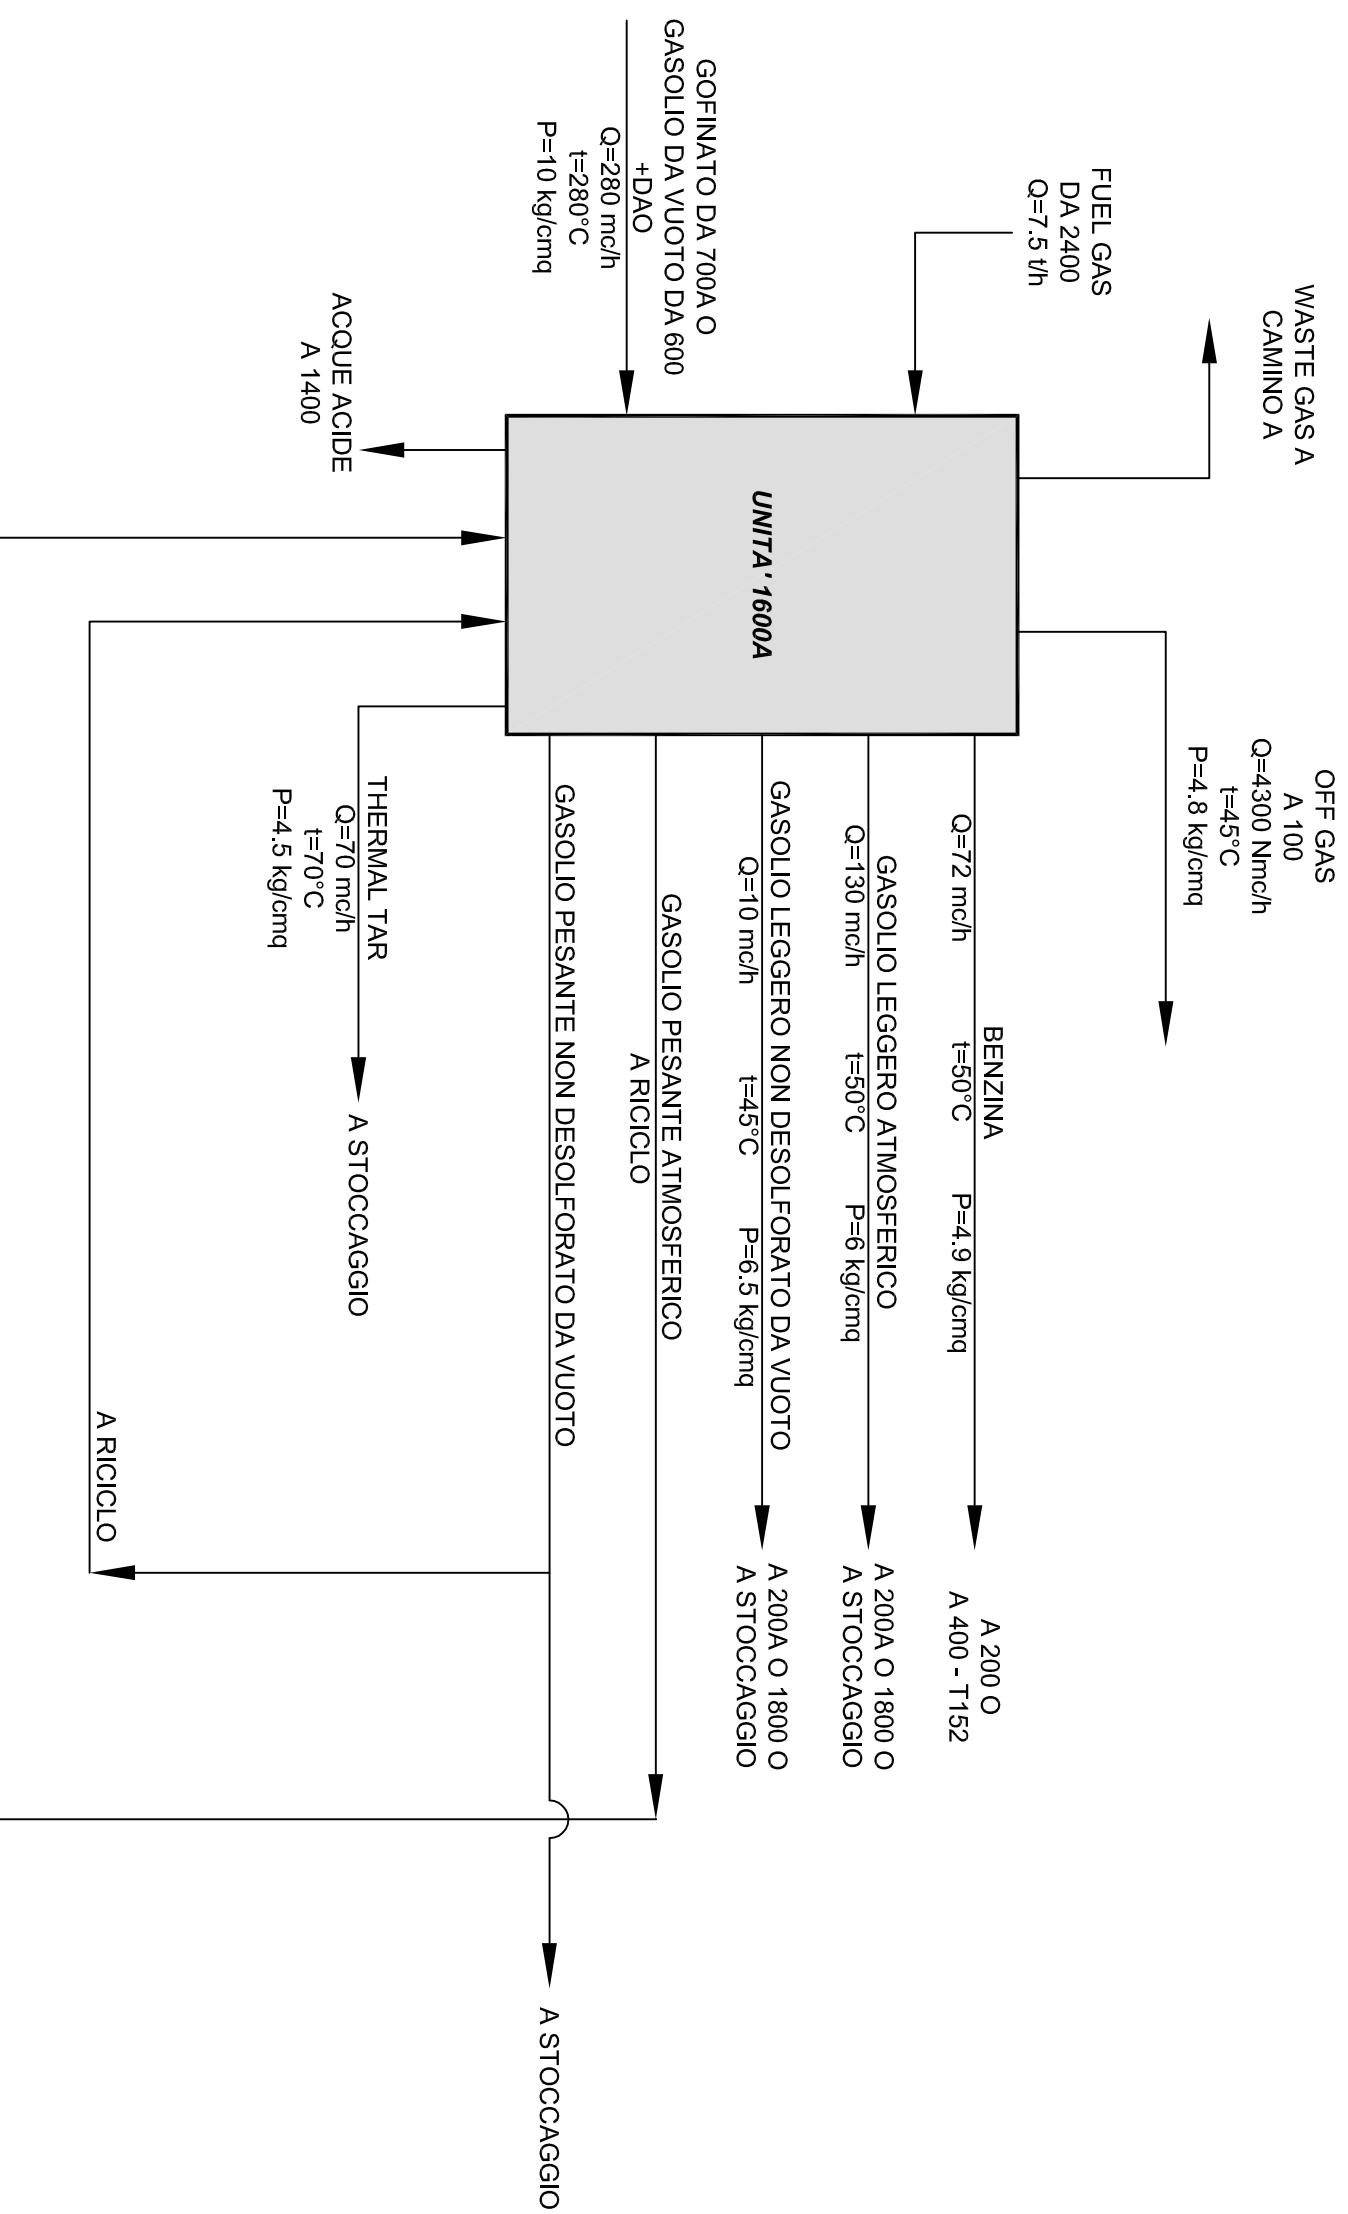 WASTE GAS A
CAMINO A
OFF GAS
A 100
Q=4300 Nmc/h
t=45°C
P=4.8 kg/cmq
FUEL GAS
DA 2400
Q=7.5 t/h
GOFINATO DA 700A O
GASOLIO DA VUOTO DA 600
+DAO
Q=280 mc/h
t=280°C
P=10 kg/cmq
UNITA' 1600A
BENZINA
Q=72 mc/h t=50°C P=4.9 kg/cmq
A 200 O
A 400 - T152
GASOLIO LEGGERO ATMOSFERICO
Q=130 mc/h t=50°C P=6 kg/cmq
A 200A O 1800 O
A STOCCAGGIO
GASOLIO LEGGERO NON DESOLFORATO DA VUOTO
Q=10 mc/h t=45°C P=6.5 kg/cmq
A 200A O 1800 O
A STOCCAGGIO
GASOLIO PESANTE ATMOSFERICO
A RICICLO
GASOLIO PESANTE NON DESOLFORATO DA VUOTO
A STOCCAGGIO
ACQUE ACIDE
A 1400
THERMAL TAR
Q=70 mc/h
t=70°C
P=4.5 kg/cmq
A STOCCAGGIO
A RICICLO